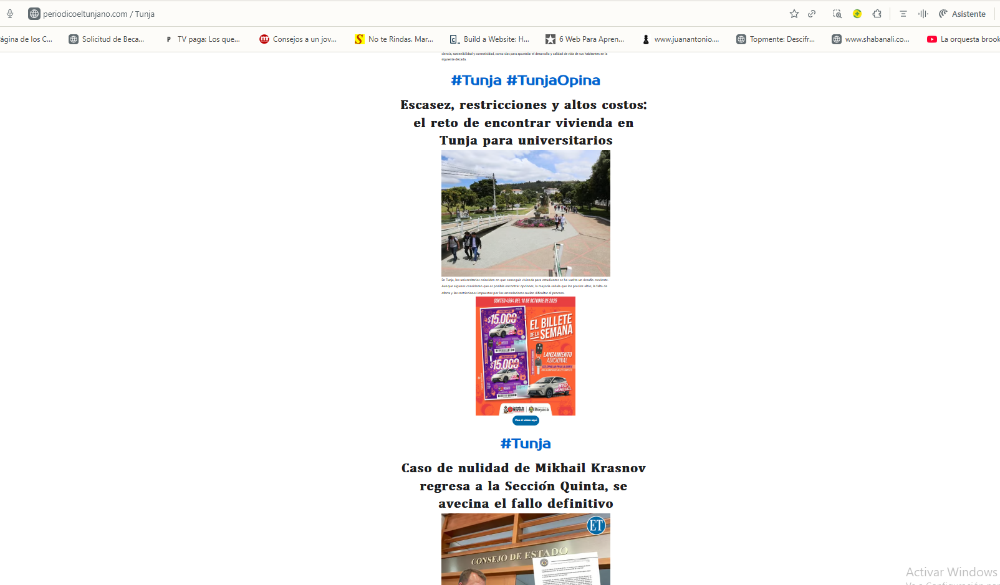 periodicoeltunjano.com / Tunja
Asistente
ágina de los C...
Solicitud de Beca...
P
TV paga: Los que...
Consejos a un jov...
S
No te Rindas. Mar...
Build a Website: H...
6 Web Para Apren...
www.juanantonio....
Topmente: Descifr...
www.shabanali.co...
La orquesta brook
ciencia, sostenibilidad y conectividad, como vías para apuntalar el desarrollo y calidad de vida de sus habitantes en la
siguiente década.
#Tunja #TunjaOpina
Escasez, restricciones y altos costos:
el reto de encontrar vivienda en
Tunja para universitarios
En Tunja, los universitarios coinciden en que conseguir vivienda para estudiantes se ha vuelto un desafío creciente.
Aunque algunos consideran que es posible encontrar opciones, la mayoría señala que los precios altos, la falta de
oferta y las restricciones impuestas por los arrendadores suelen dificultar el proceso.
SORTEO 4594 DEL 18 DE OCTUBRE DE 2025
$15.000
$15.000
EL BILLETE
DE LA SEMANA
LANZAMIENTO
ADICIONAL
BYD
SEAGULL
Lotería de
Boyacá
Boyacá
Vea el video aquí
#Tunja
Caso de nulidad de Mikhail Krasnov
regresa a la Sección Quinta, se
avecina el fallo definitivo
ET
CONSEJO DE ESTADO
Activar Windows